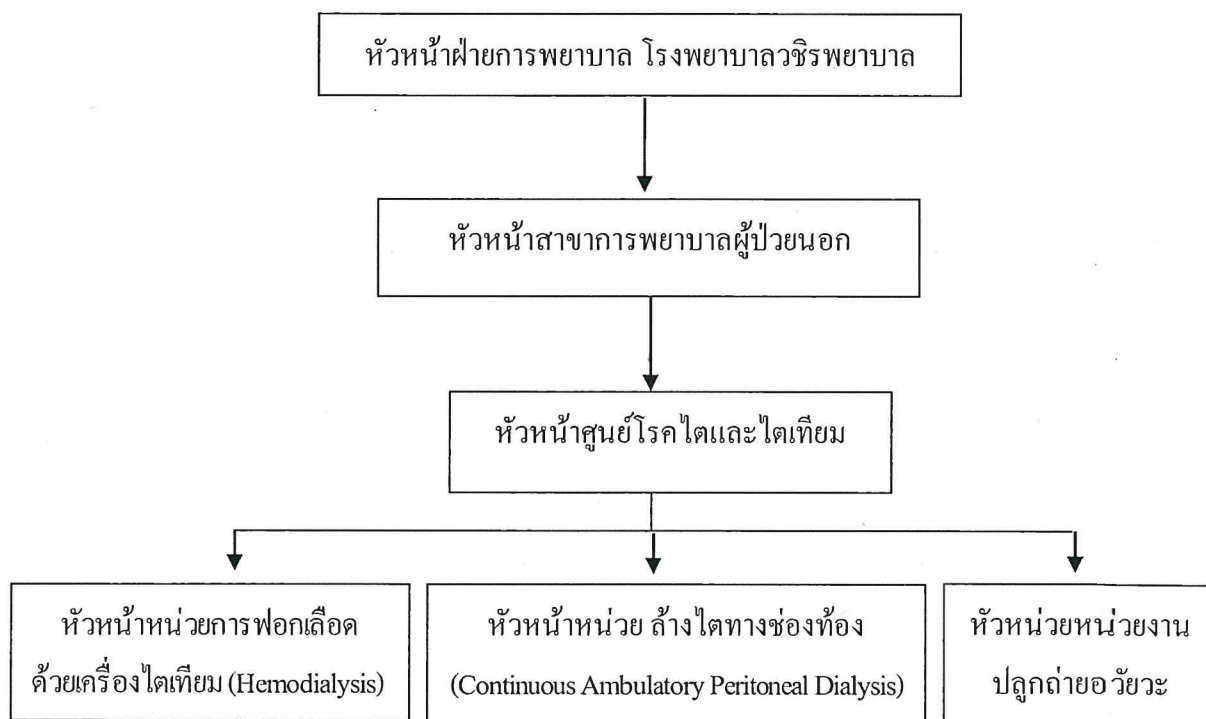 หัวหน้าฝ่ายการพยาบาล โรงพยาบาลวชิรพยาบาล
หัวหน้าสาขาการพยาบาลผู้ป่วยนอก
หัวหน้าศูนย์โรคไตและไตเทียม
หัวหน้าหน่วยการฟอกเลือด
ด้วยเครื่องไตเทียม (Hemodialysis)
หัวหน้าหน่วย ล้างไตทางช่องท้อง
(Continuous Ambulatory Peritoneal Dialysis)
หัวหน่วยหน่วยงาน
ปลูกถ่ายอวัยวะ